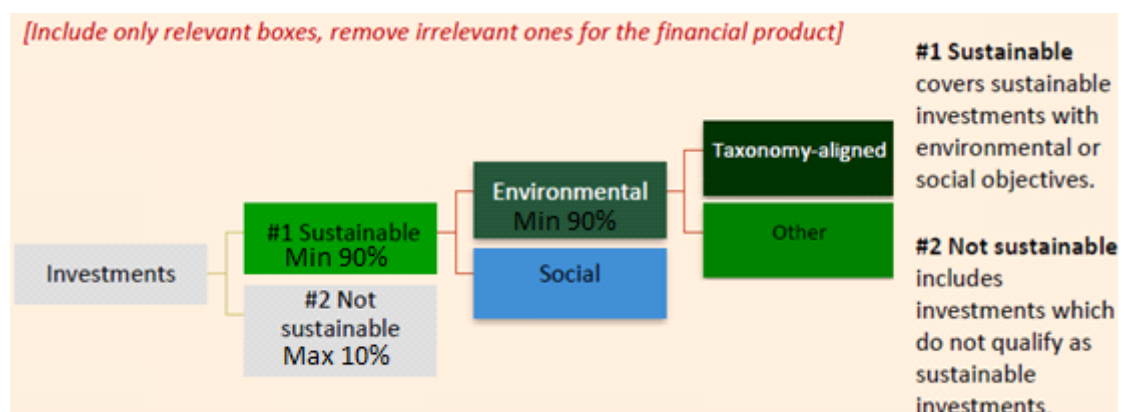 [Include only relevant boxes, remove irrelevant ones for the financial product]
Investments
#1 Sustainable
Min 90%
#2 Not
sustainable
Max 10%
Environmental
Min 90%
Social
Taxonomy-aligned
Other
#1 Sustainable
covers sustainable
investments with
environmental or
social objectives.
#2 Not sustainable
includes
investments which
do not qualify as
sustainable
investments.